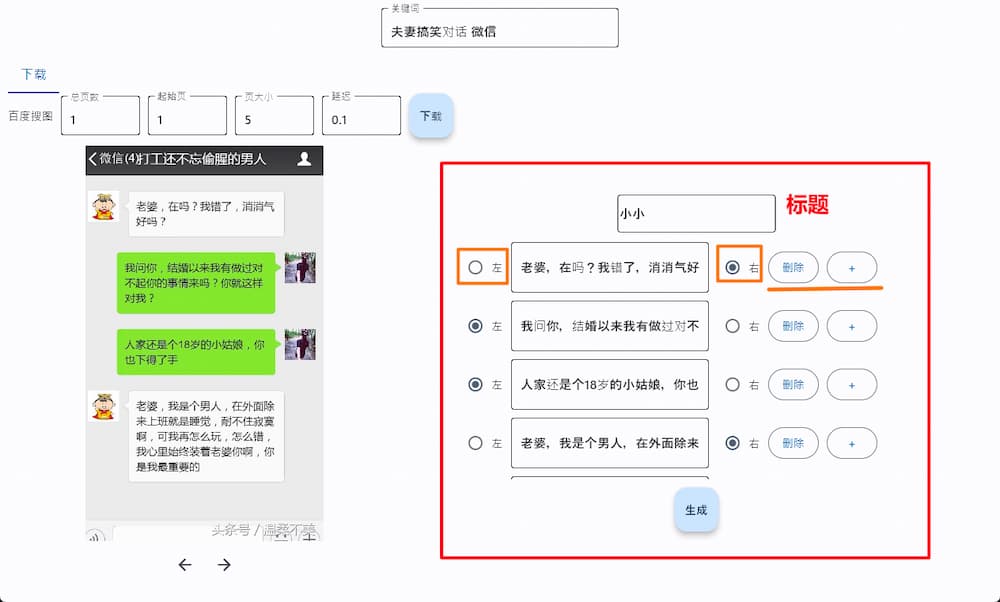 关键词
夫妻搞笑对话 微信
下载
百度搜图
总页数
1
起始页
1
页大小
5
延迟
0.1
下载
微信(4)打工还不忘偷腥的男人
老婆，在吗？我错了，消消气
好吗？
我问你，结婚以来我有做过对
不起你的事情来吗？你就这样
对我？
人家还是个18岁的小姑娘，你
也下得了手
老婆，我是个男人，在外面除
来上班就是睡觉，耐不住寂寞
啊，可我再怎么玩，怎么错，
我心里始终装着老婆你啊，你
是我最重要的
头条号 / 温柔不
小小
标题
左 老婆，在吗？我错了，消消气好 右 删除 +
左 我问你，结婚以来我有做过对不 右 删除 +
左 人家还是个18岁的小姑娘，你也 右 删除 +
左 老婆，我是个男人，在外面除来 右 删除 +
生成